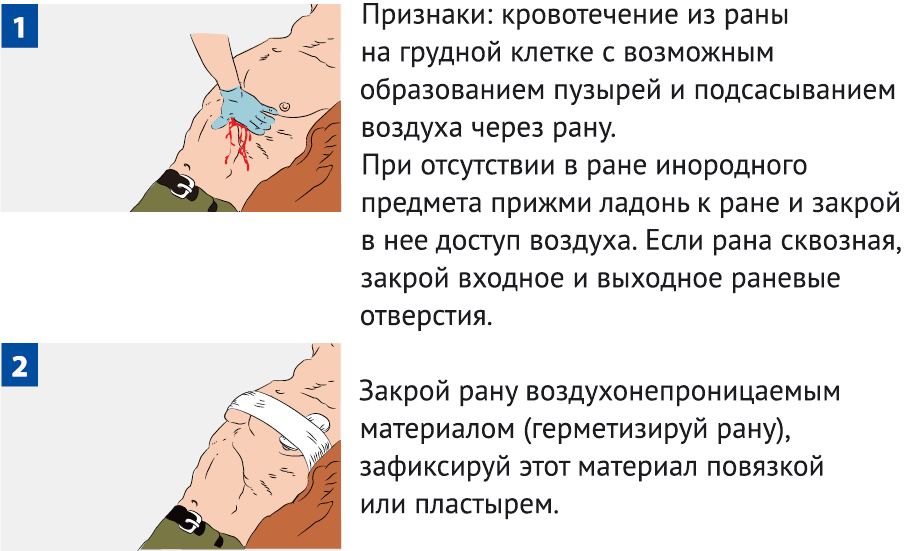 1
Признаки: кровотечение из раны
на грудной клетке с возможным
образованием пузырей и подсасыванием
воздуха через рану.
При отсутствии в ране инородного
предмета прижми ладонь к ране и закрой
в нее доступ воздуха. Если рана сквозная,
закрой входное и выходное раневые
отверстия.
2
Закрой рану воздухонепроницаемым
материалом (герметизируй рану),
зафиксируй этот материал повязкой
или пластырем.